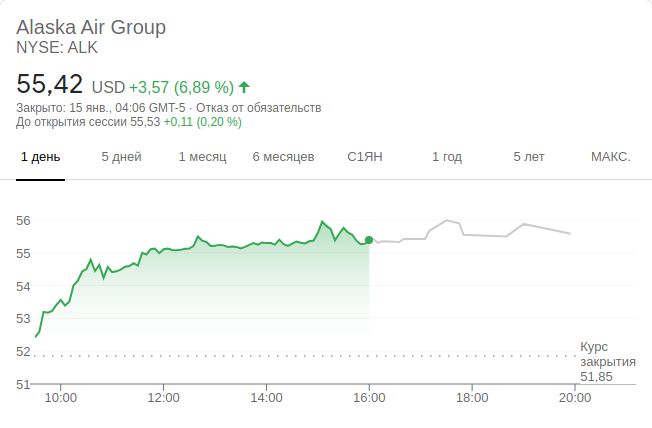 Alaska Air Group
NYSE: ALK
55,42 USD +3,57 (6,89 %)
Закрыто: 15 янв., 04:06 GMT-5 · Отказ от обязательств
До открытия сессии 55,53 +0,11 (0,20 %)
1 день 5 дней 1 месяц 6 месяцев С1ЯН 1 год 5 лет МАКС.
56
55
54
53
52
51
Курс
закрытия
51,85
10:00 12:00 14:00 16:00 18:00 20:00